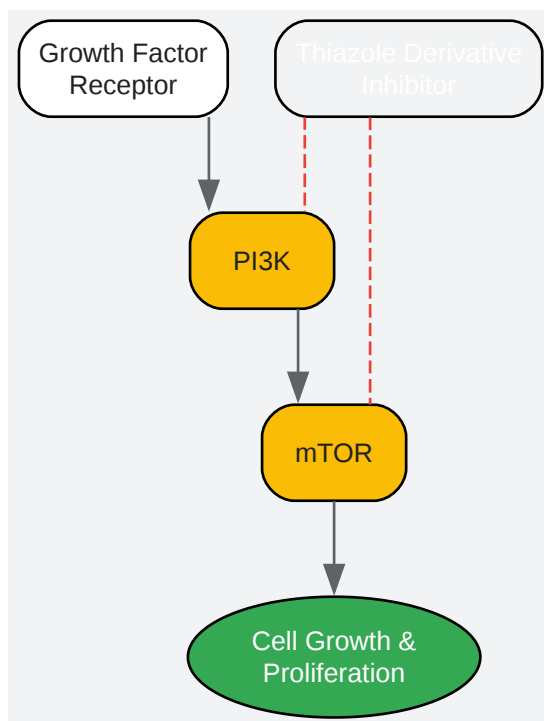 Growth Factor
Receptor
Thiazole Derivative
Inhibitor
PI3K
mTOR
Cell Growth &
Proliferation